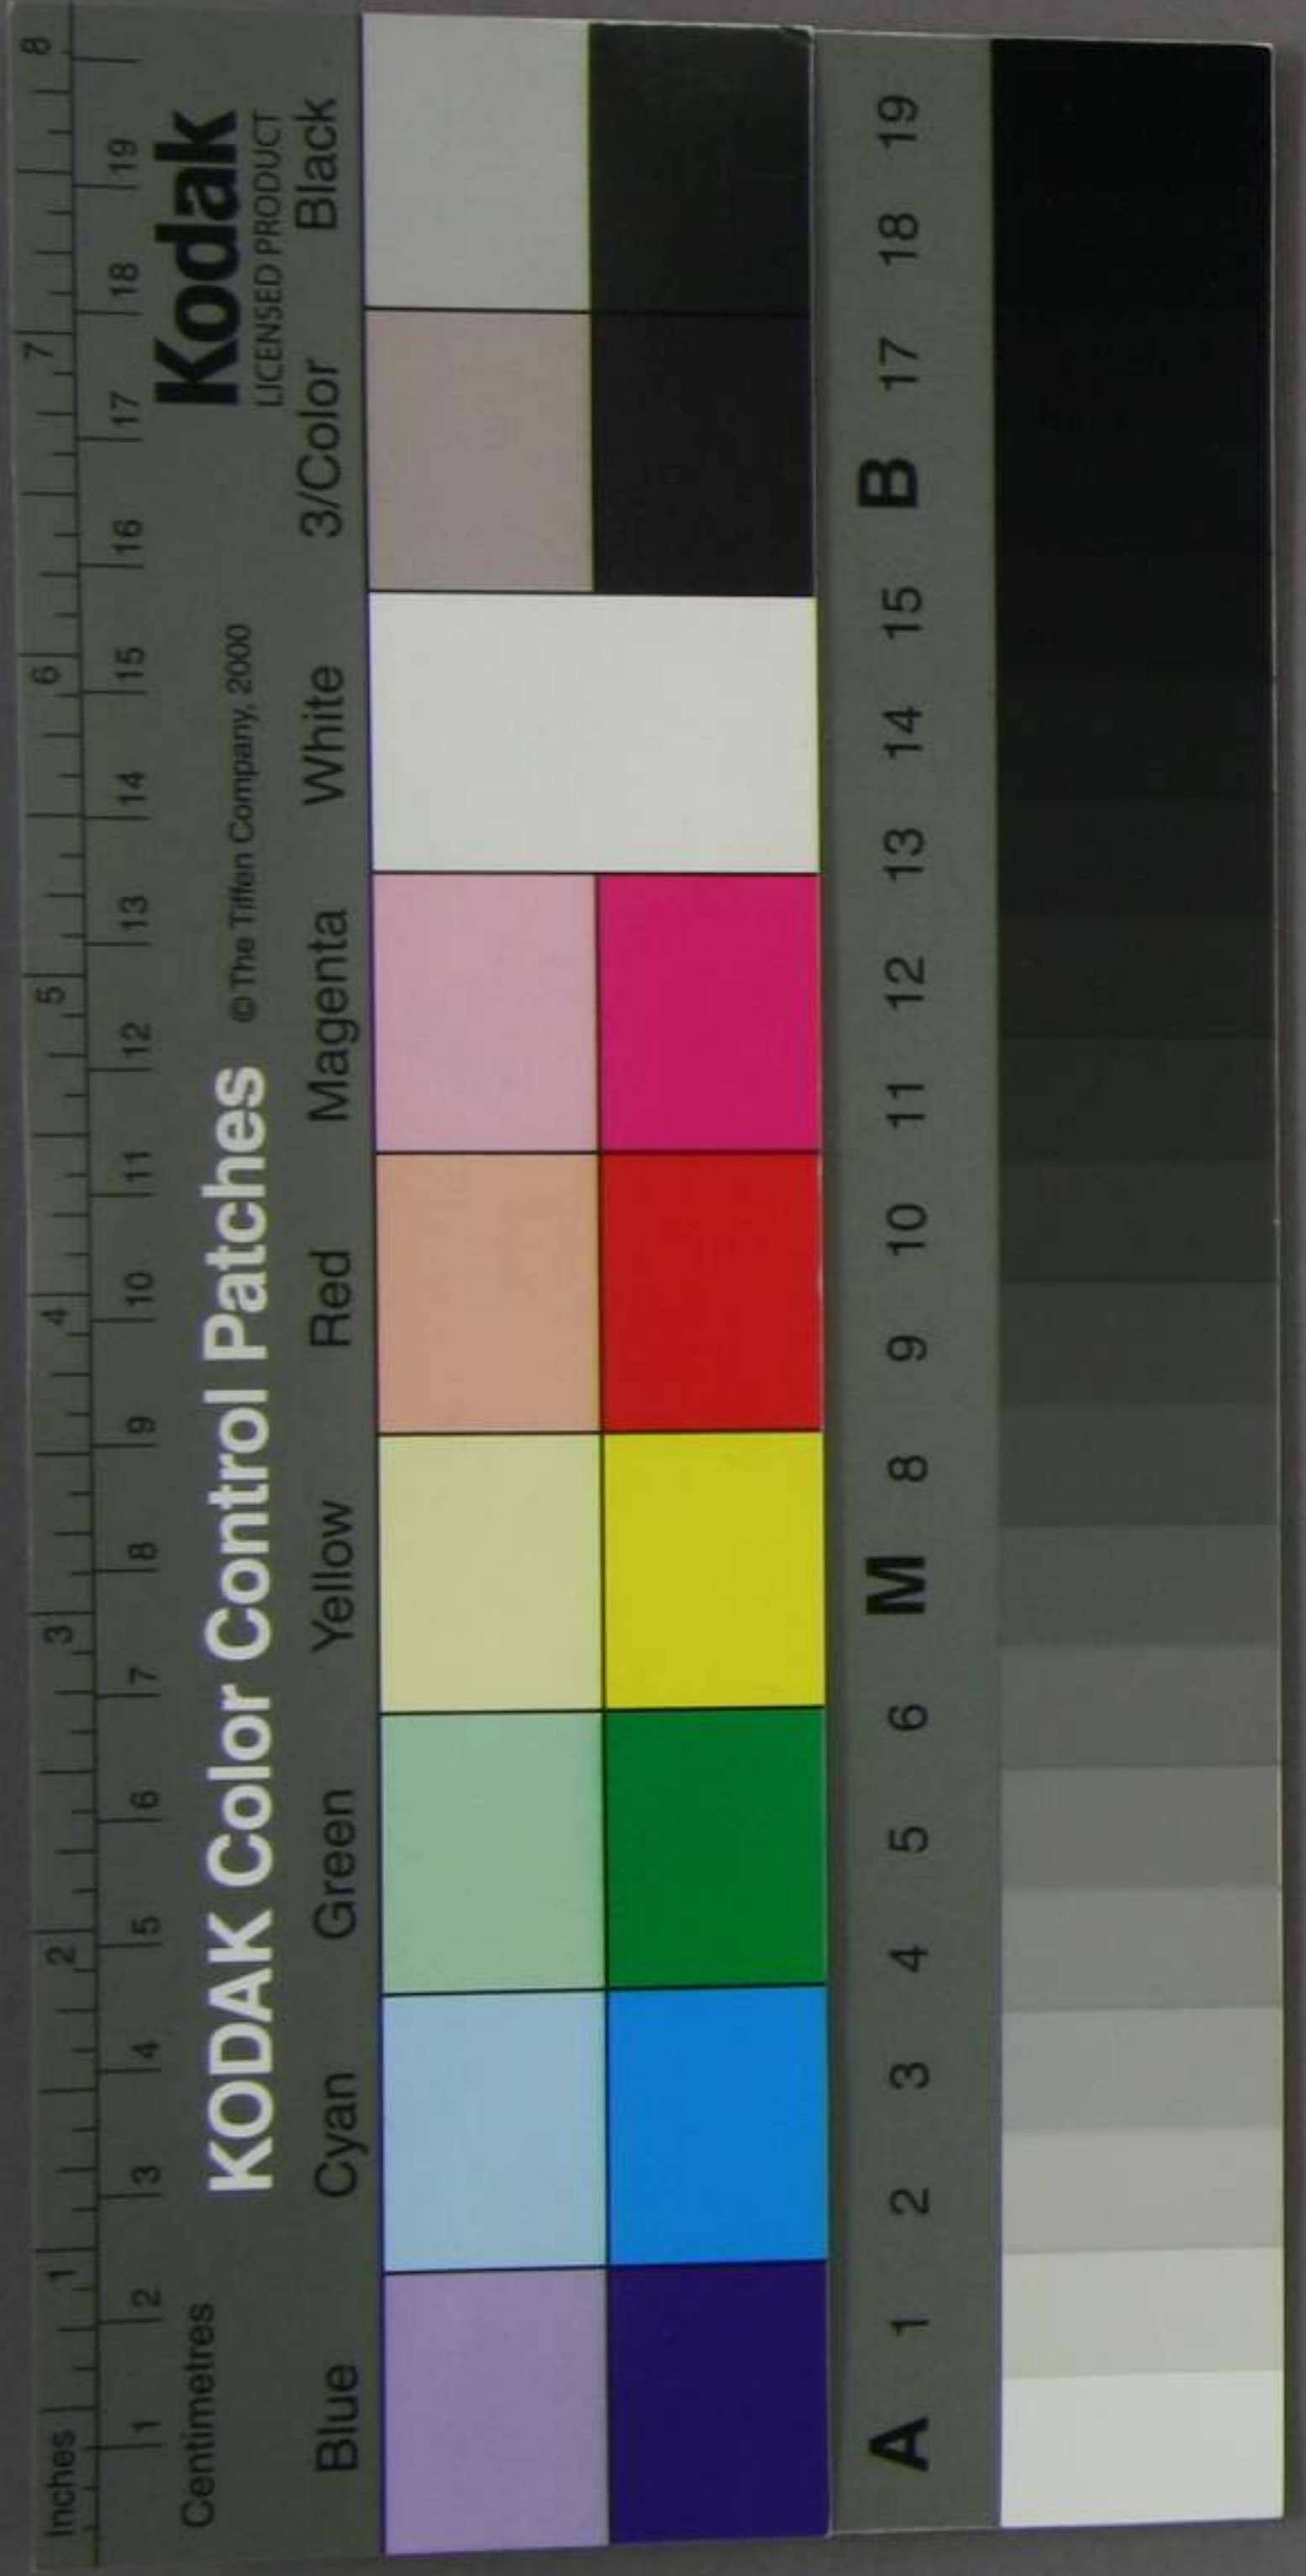 Inches 1 2 3 4 5 6 7 8
1 2 3 4 5 6 7 8 9 10 11 12 13 14 15 16 17 18 19
Centimetres
KODAK Color Control Patches © The Tiffen Company, 2000 Kodak
LICENSED PRODUCT
Blue Cyan Green Yellow Red Magenta White 3/Color Black
A 1 2 3 4 5 6 M 8 9 10 11 12 13 14 15 B 17 18 19